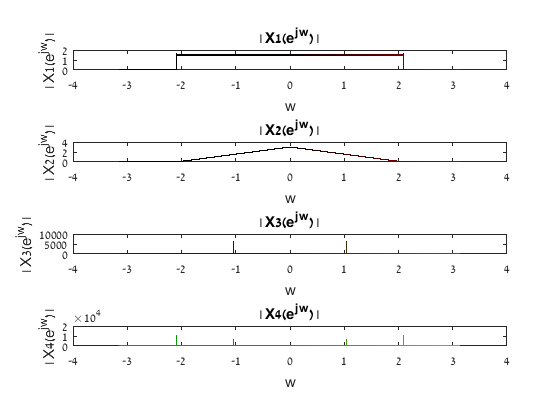 |X1(e^jw)|
|X1(e^jw)|
2
1
0
-4 -3 -2 -1 0 1 2 3 4
w
|X2(e^jw)|
|X2(e^jw)|
4
2
0
-4 -3 -2 -1 0 1 2 3 4
w
|X3(e^jw)|
|X3(e^jw)|
10000
5000
0
-4 -3 -2 -1 0 1 2 3 4
w
|X4(e^jw)|
|X4(e^jw)|
×10^4
2
1
0
-4 -3 -2 -1 0 1 2 3 4
w